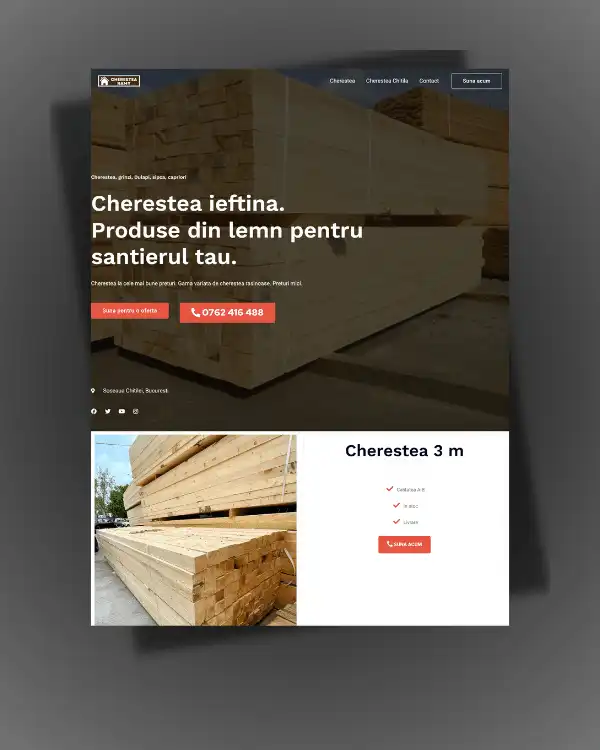 CHERESTEA
RAMY
Cherestea
Cherestea Chitila
Contact
Suna acum
Cherestea, grinzi, Dulapi, sipca, capriori
Cherestea ieftina.
Produse din lemn pentru
santierul tau.
Cherestea la cele mai bune preturi. Gama variata de cherestea rasinoase. Preturi mici.
Suna pentru o oferta
0762 416 488
Soseaua Chitilei, Bucuresti
Cherestea 3 m
Calitatea A-B
In stoc
Livrare
SUNA ACUM